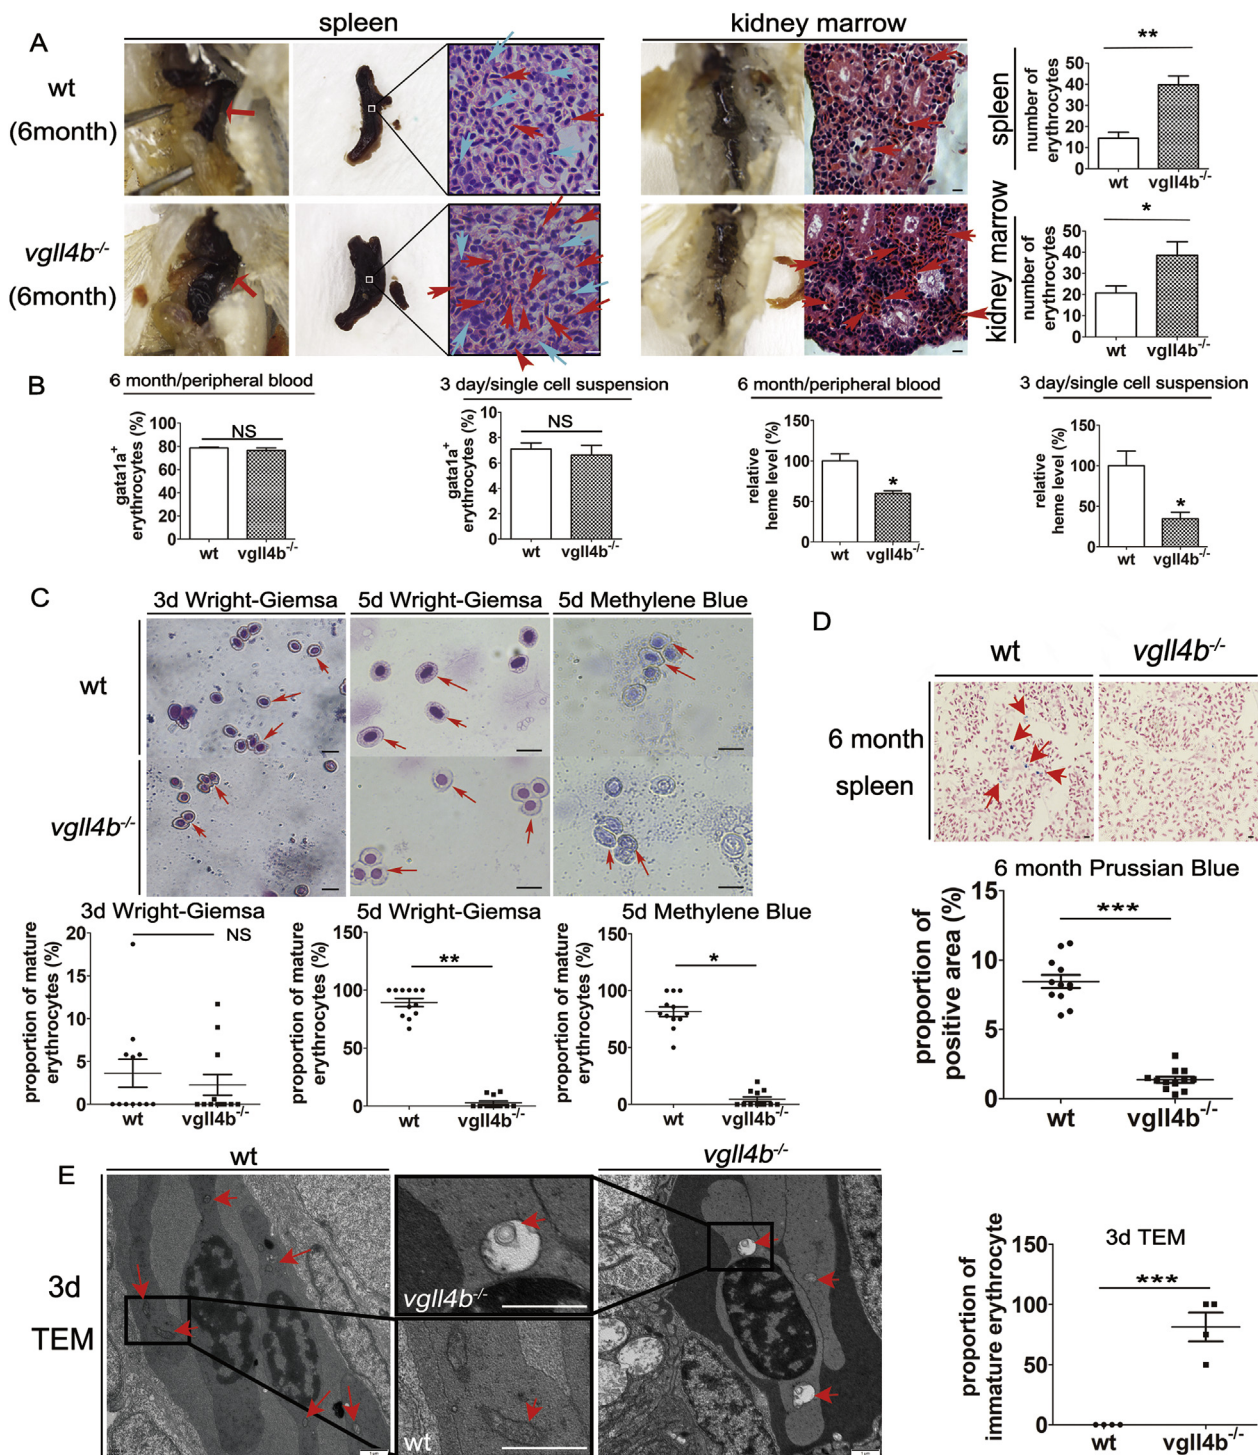 A
spleen
kidney marrow
wt
(6month)
vgll4b-/-
(6month)
spleen
number of
erythrocytes
50
40
30
20
10
0
**
wt
vgll4b-/-
kidney marrow
number of
erythrocytes
50
40
30
20
10
0
*
wt
vgll4b-/-
B
6 month/peripheral blood
gata1a+
erythrocytes (%)
100
80
60
40
20
0
NS
wt
vgll4b-/-
3 day/single cell suspension
gata1a+
erythrocytes (%)
10
8
6
4
2
0
NS
wt
vgll4b-/-
6 month/peripheral blood
relative
heme level (%)
150
100
50
0
*
wt
vgll4b-/-
3 day/single cell suspension
relative
heme level (%)
150
100
50
0
*
wt
vgll4b-/-
C
3d Wright-Giemsa
5d Wright-Giemsa
5d Methylene Blue
wt
vgll4b-/-
3d Wright-Giemsa
proportion of mature
erythrocytes (%)
20
15
10
5
0
NS
wt
vgll4b-/-
5d Wright-Giemsa
proportion of mature
erythrocytes (%)
150
100
50
0
**
wt
vgll4b-/-
5d Methylene Blue
proportion of mature
erythrocytes (%)
150
100
50
0
*
wt
vgll4b-/-
D
wt
vgll4b-/-
6 month
spleen
6 month Prussian Blue
proportion of
positive area (%)
15
10
5
0
***
wt
vgll4b-/-
E
wt
vgll4b-/-
3d
TEM
vgll4b-/-
wt
3d TEM
proportion of
immature erythrocyte
150
100
50
0
***
wt
vgll4b-/-